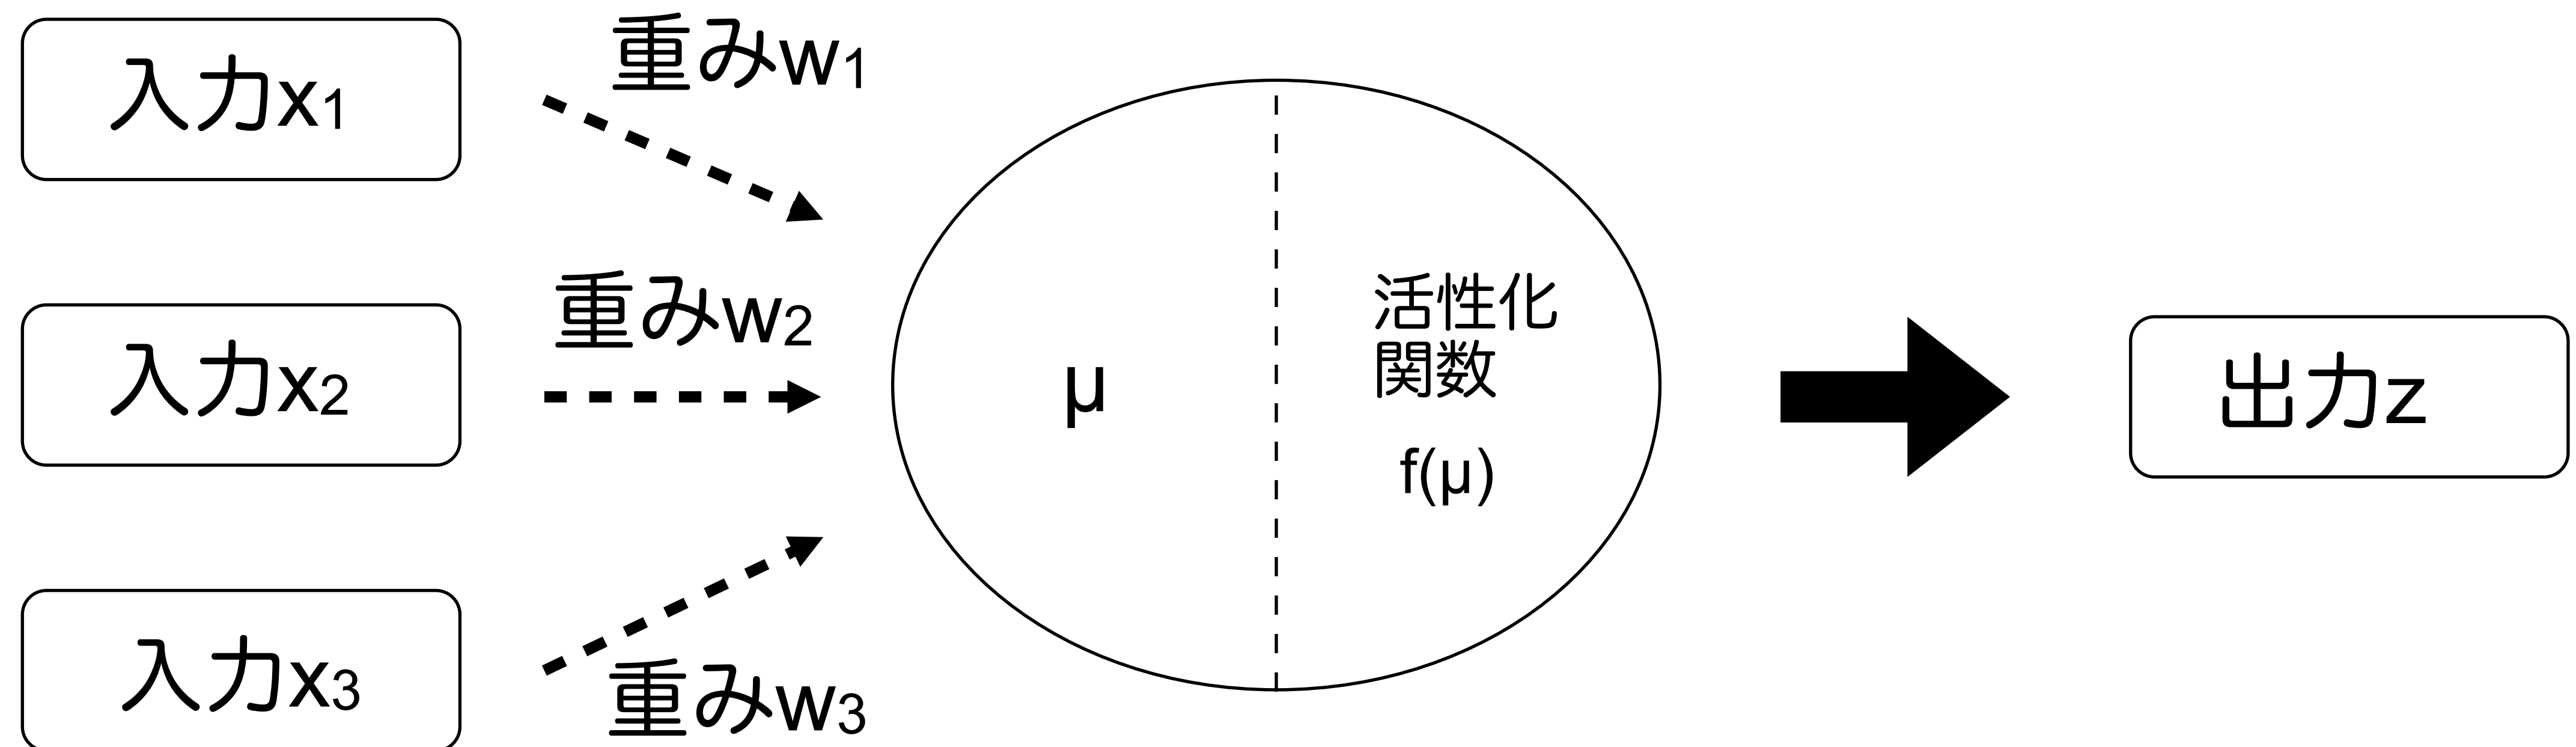 入力x1
重みw1
入力x2
重みw2
入力x3
重みw3
μ
活性化
関数
f(μ)
出力z